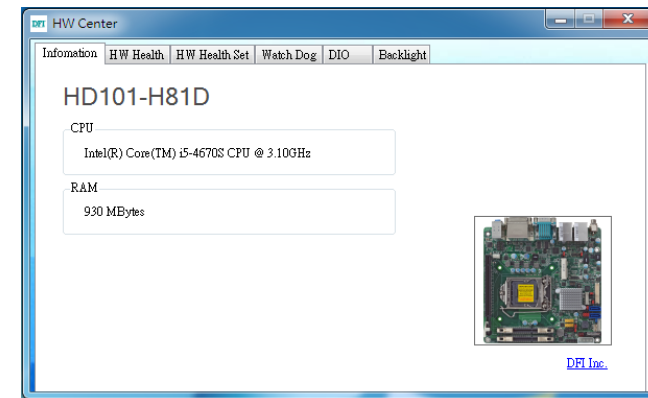 DFI HW Center
Infomation HW Health HW Health Set Watch Dog DIO Backlight
HD101-H81D
CPU
Intel(R) Core(TM) i5-4670S CPU @ 3.10GHz
RAM
930 MBytes
DFI Inc.